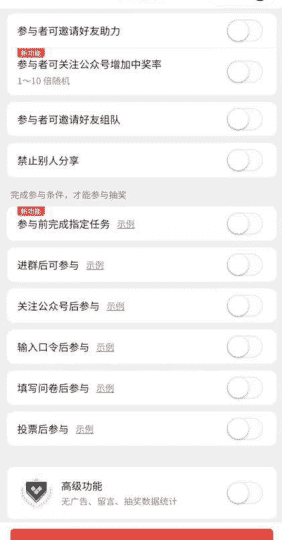 参与者可邀请好友助力
新功能
参与者可关注公众号增加中奖率
1～10 倍随机
参与者可邀请好友组队
禁止别人分享
完成参与条件，才能参与抽奖
新功能
参与前完成指定任务 示例
进群后可参与 示例
关注公众号后参与 示例
输入口令后参与 示例
填写问卷后参与 示例
投票后参与 示例
高级功能
无广告、留言、抽奖数据统计